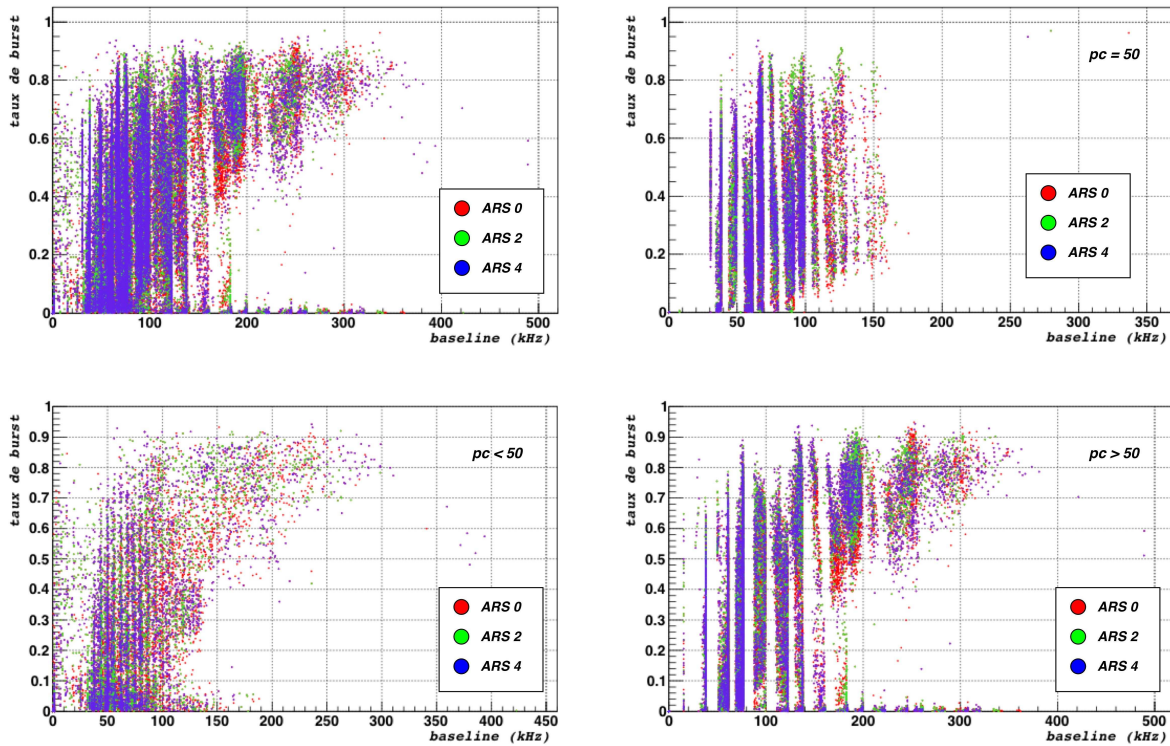 taux de burst
1
0.8
0.6
0.4
0.2
0
ARS 0
ARS 2
ARS 4
0 100 200 300 400 500
baseline (kHz)
taux de burst
1
0.8
0.6
0.4
0.2
0
pc = 50
ARS 0
ARS 2
ARS 4
0 50 100 150 200 250 300 350
baseline (kHz)
taux de burst
1
0.9
0.8
0.7
0.6
0.5
0.4
0.3
0.2
0.1
0
pc < 50
ARS 0
ARS 2
ARS 4
0 50 100 150 200 250 300 350 400 450
baseline (kHz)
taux de burst
1
0.9
0.8
0.7
0.6
0.5
0.4
0.3
0.2
0.1
0
pc > 50
ARS 0
ARS 2
ARS 4
0 100 200 300 400 500
baseline (kHz)